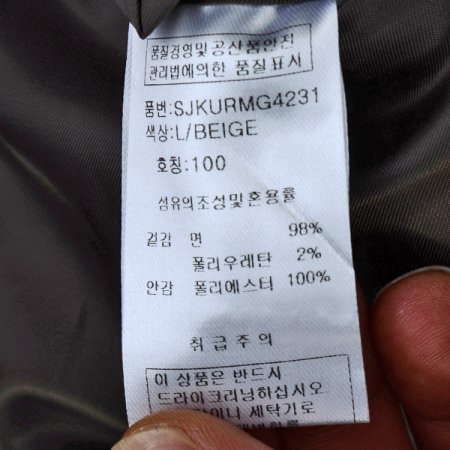 품질경영및공산품안전
관리법에의한 품질표시
품번:SJKURMG4231
색상:L/BEIGE
호칭:100
섬유의조성및혼용률
겉감 면 98%
폴리우레탄 2%
안감 폴리에스터 100%
취급주의
이 상품은 반드시
드라이크리닝하십시오
세탁기로